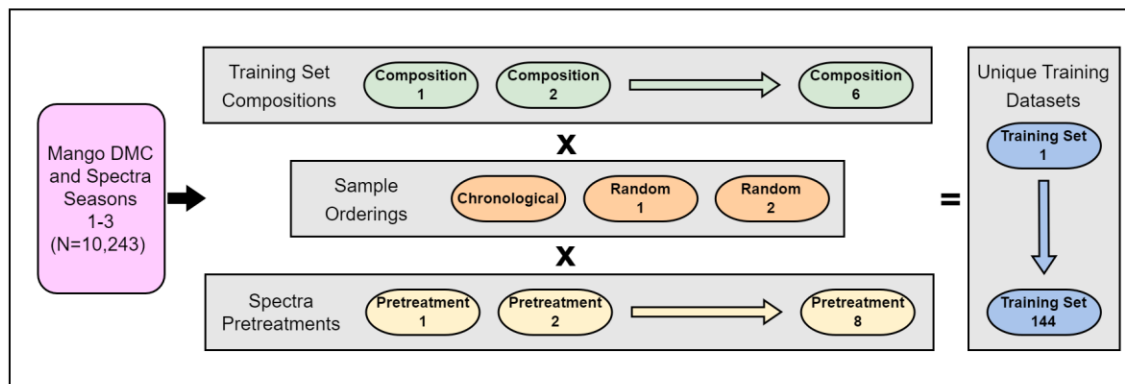 Mango DMC
and Spectra
Seasons
1-3
(N=10,243)
Training Set
Compositions
Composition
1
Composition
2
Composition
6
X
Sample
Orderings
Chronological
Random
1
Random
2
X
Spectra
Pretreatments
Pretreatment
1
Pretreatment
2
Pretreatment
8
=
Unique Training
Datasets
Training Set
1
Training Set
144